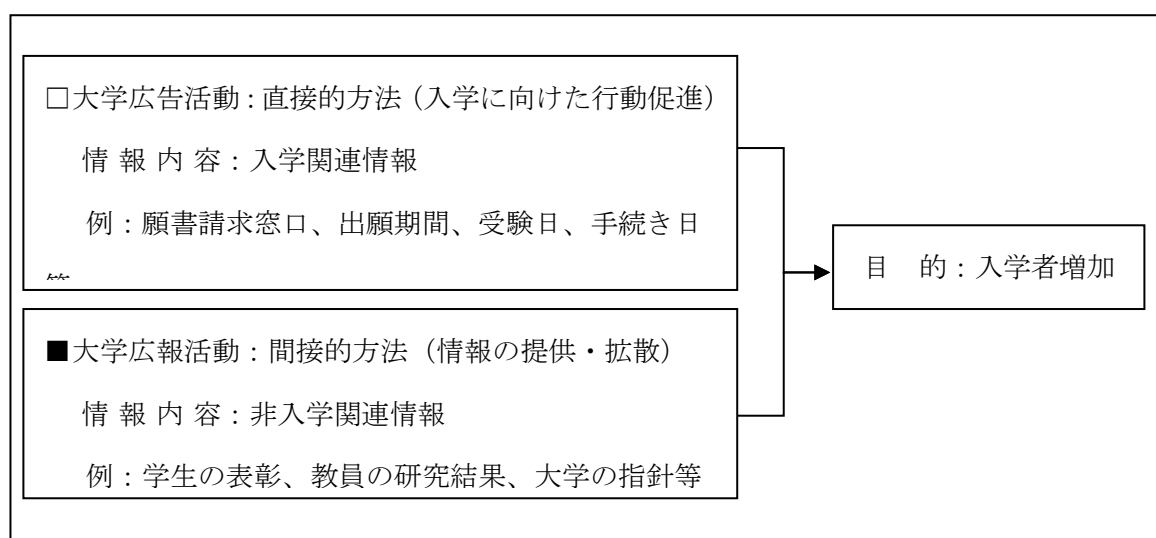 □大学広告活動：直接的方法（入学に向けた行動促進）
情 報 内 容：入学関連情報
例：願書請求窓口、出願期間、受験日、手続き日
目　的：入学者増加
■大学広報活動：間接的方法（情報の提供・拡散）
情 報 内 容：非入学関連情報
例：学生の表彰、教員の研究結果、大学の指針等